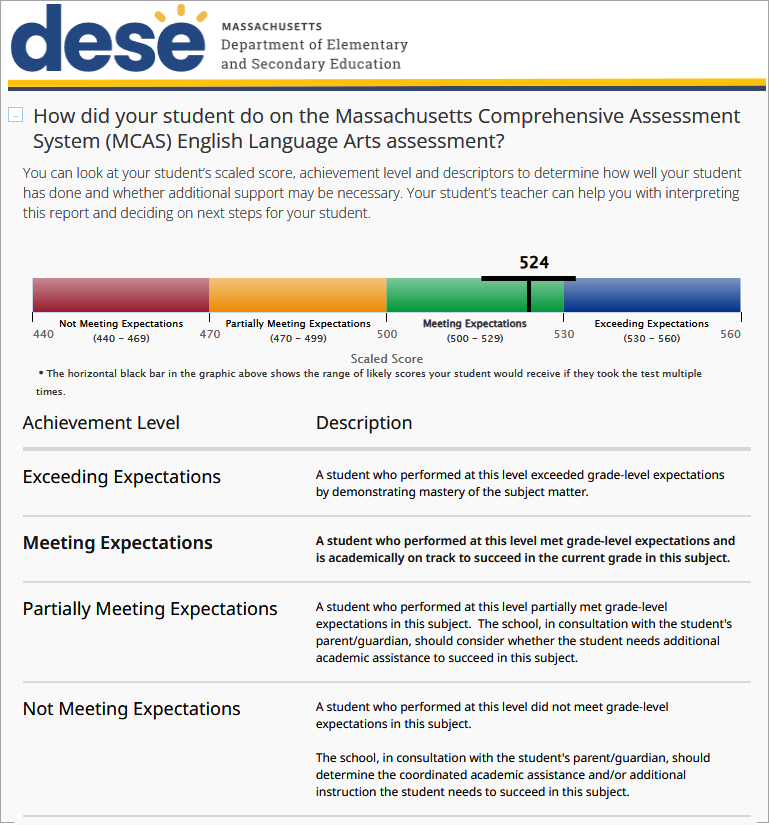 dese
MASSACHUSETTS
Department of Elementary
and Secondary Education
How did your student do on the Massachusetts Comprehensive Assessment
System (MCAS) English Language Arts assessment?
You can look at your student’s scaled score, achievement level and descriptors to determine how well your student
has done and whether additional support may be necessary. Your student’s teacher can help you with interpreting
this report and deciding on next steps for your student.
524
Not Meeting Expectations Partially Meeting Expectations Meeting Expectations Exceeding Expectations
440 (440 – 469) 470 (470 – 499) 500 (500 – 529) 530 (530 – 560) 560
Scaled Score
* The horizontal black bar in the graphic above shows the range of likely scores your student would receive if they took the test multiple
times.
Achievement Level Description
Exceeding Expectations A student who performed at this level exceeded grade-level expectations
by demonstrating mastery of the subject matter.
Meeting Expectations A student who performed at this level met grade-level expectations and
is academically on track to succeed in the current grade in this subject.
Partially Meeting Expectations A student who performed at this level partially met grade-level
expectations in this subject. The school, in consultation with the student's
parent/guardian, should consider whether the student needs additional
academic assistance to succeed in this subject.
Not Meeting Expectations A student who performed at this level did not meet grade-level
expectations in this subject.
The school, in consultation with the student's parent/guardian, should
determine the coordinated academic assistance and/or additional
instruction the student needs to succeed in this subject.